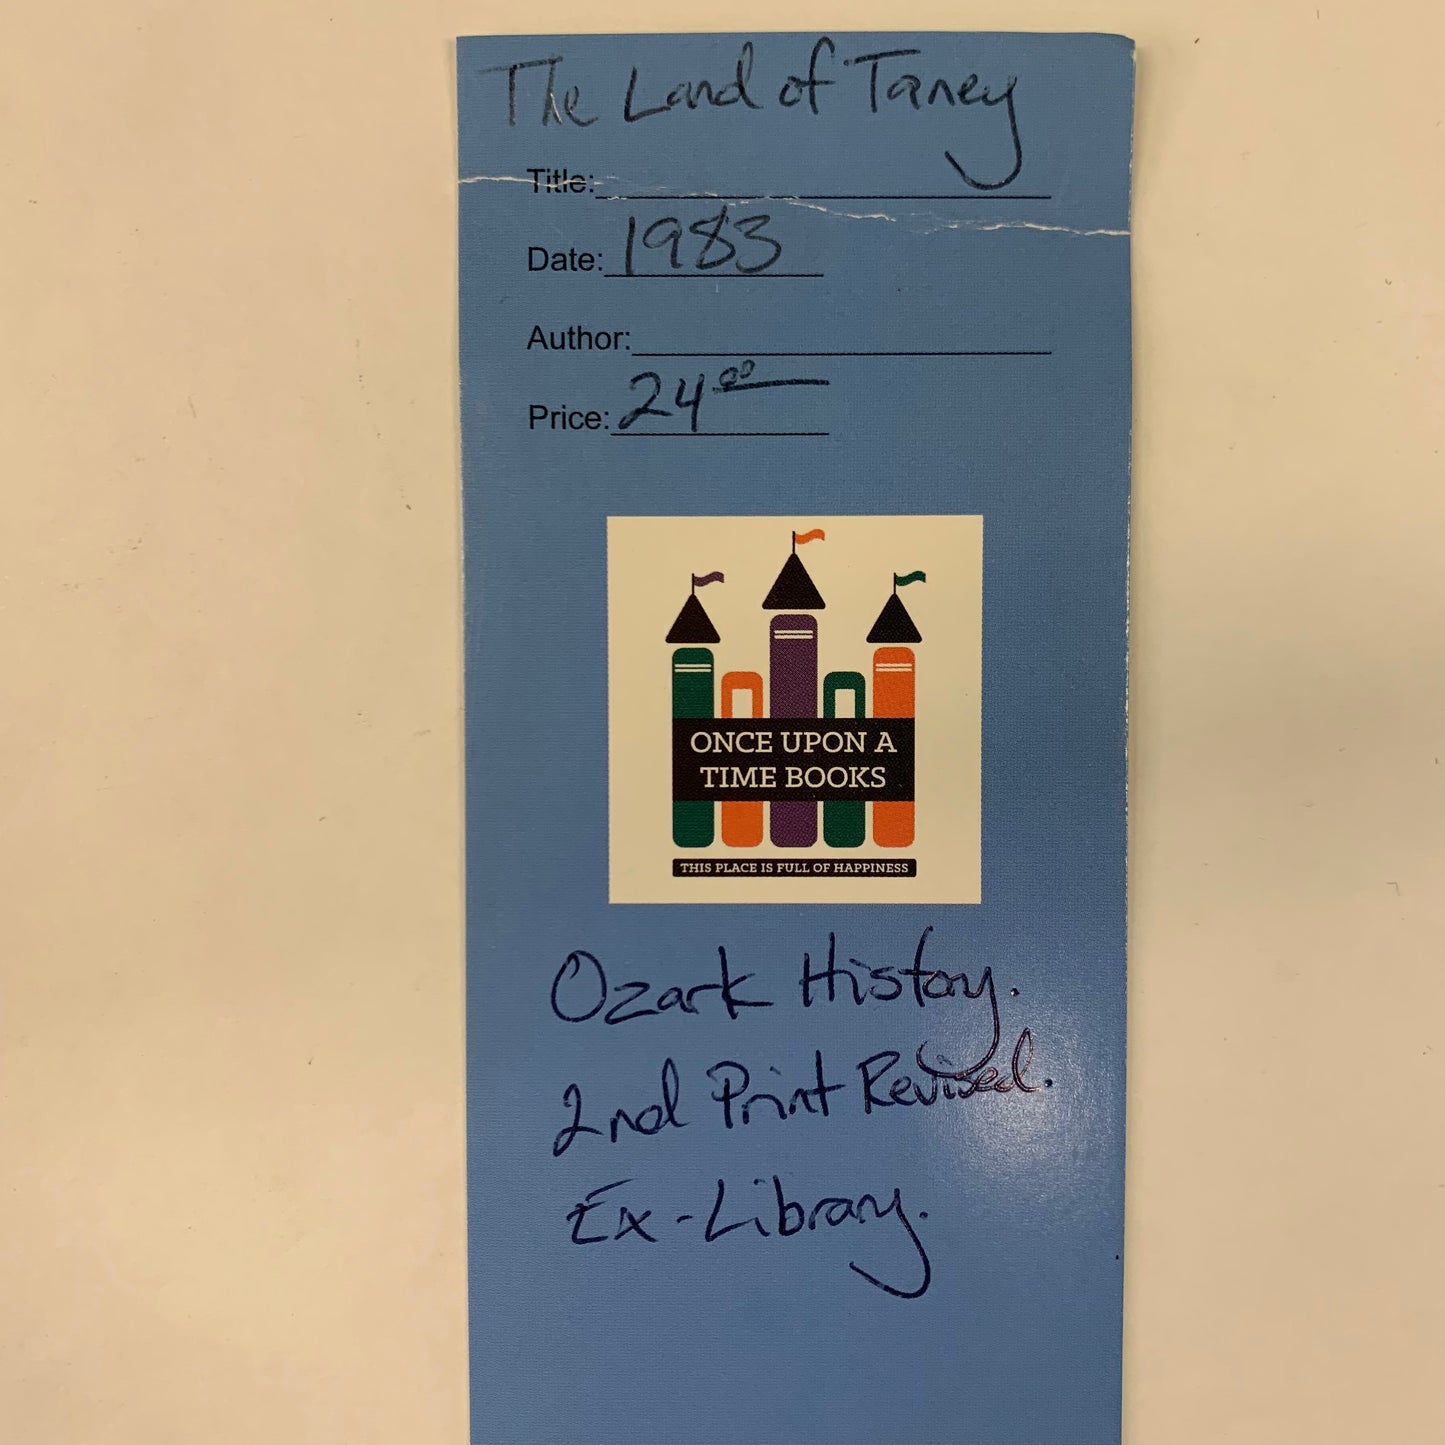 The Land of Taney
Title:
Date: 1983
Author:
Price: 24.00
ONCE UPON A
TIME BOOKS
THIS PLACE IS FULL OF HAPPINESS
Ozark History.
2nd Print Revised.
Ex-Library.